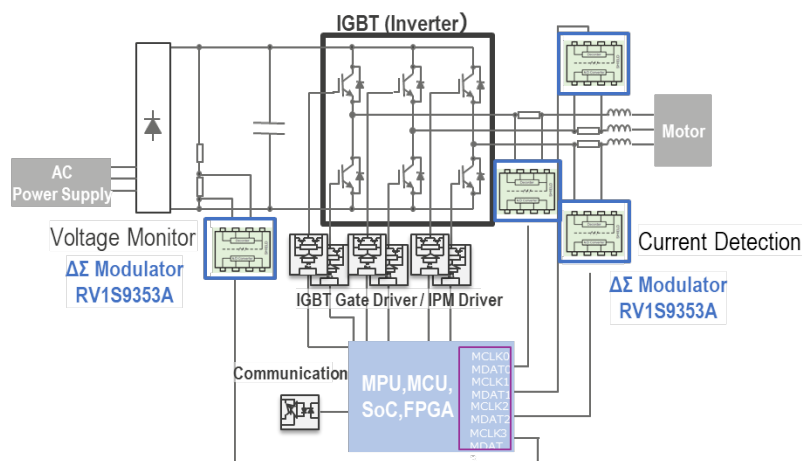 IGBT (Inverter)
Motor
AC
Power Supply
Voltage Monitor
ΔΣ Modulator
RV1S9353A
Current Detection
ΔΣ Modulator
RV1S9353A
IGBT Gate Driver / IPM Driver
Communication
MPU,MCU,
SoC,FPGA
MCLK0
MDAT0
MCLK1
MDAT1
MCLK2
MDAT2
MCLK3
MDAT